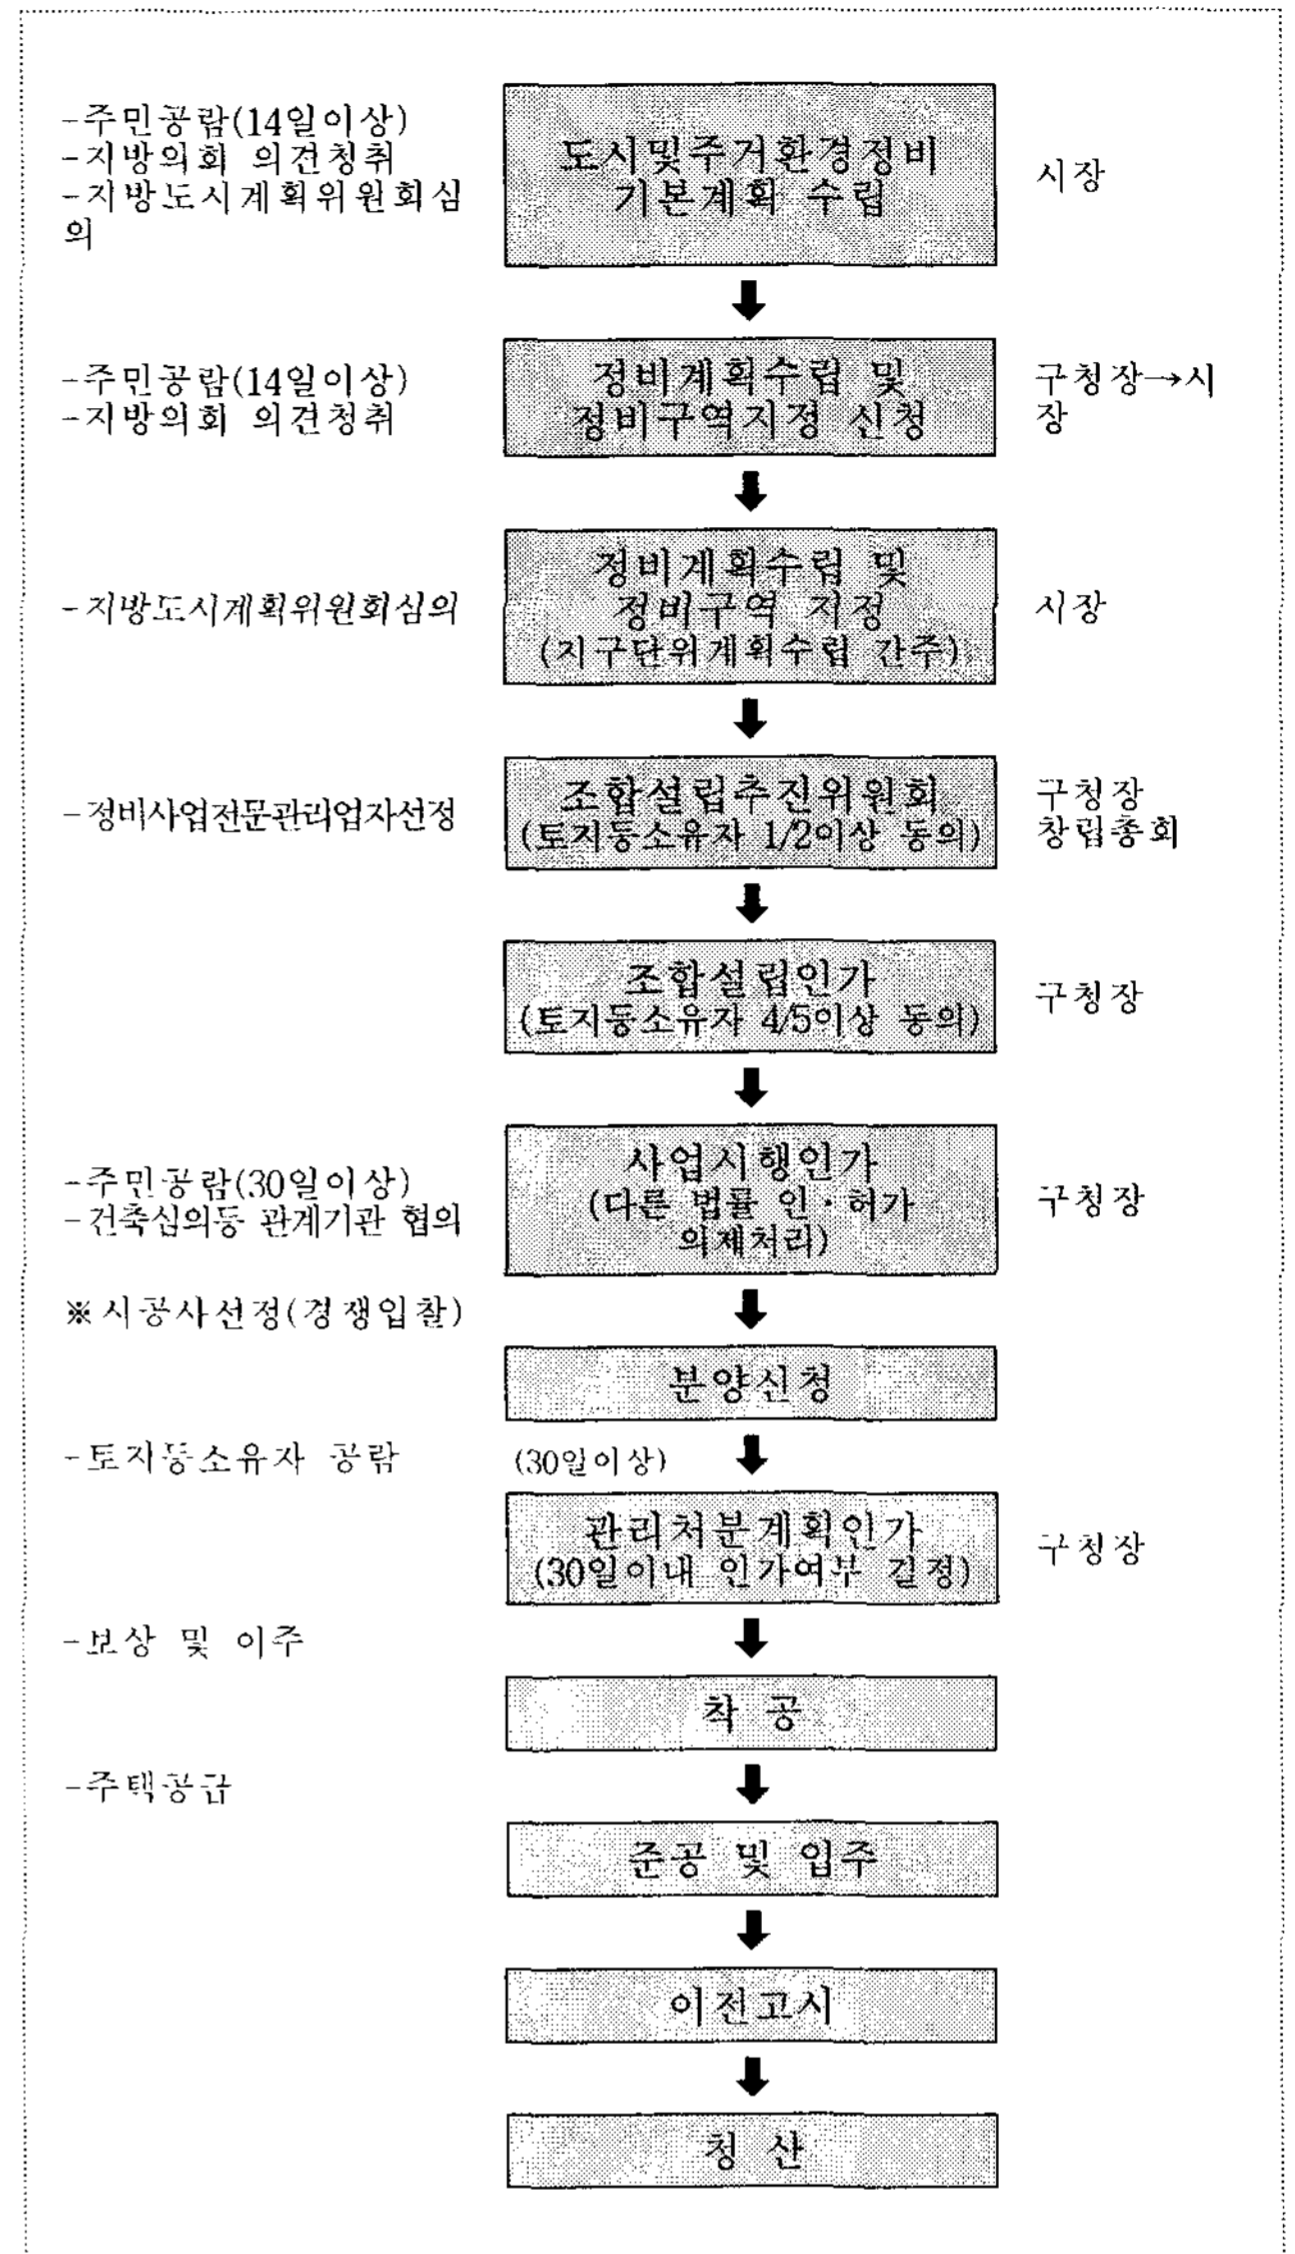 -주민공람(14일이상)
-지방의회 의견청취
-지방도시계획위원회심
의
도시및주거환경정비
기본계획 수립
시장
-주민공람(14일이상)
-지방의회 의견청취
정비계획수립 및
정비구역지정 신청
구청장→시
장
-지방도시계획위원회심의
정비계획수립 및
정비구역 지정
(지구단위계획수립 간주)
시장
-정비사업전문관리업자선정
조합설립추진위원회
(토지등소유자 1/2이상 동의)
구청장
창립총회
조합설립인가
(토지등소유자 4/5이상 동의)
구청장
-주민공람(30일이상)
-건축심의등 관계기관 협의
사업시행인가
(다른 법률 인·허가
의제처리)
구청장
※시공사선정(경쟁입찰)
분양신청
-토지등소유자 공람
(30일이상)
관리처분계획인가
(30일이내 인가여부 결정)
구청장
-보상 및 이주
착 공
-주택공급
준공 및 입주
이전고시
청 산